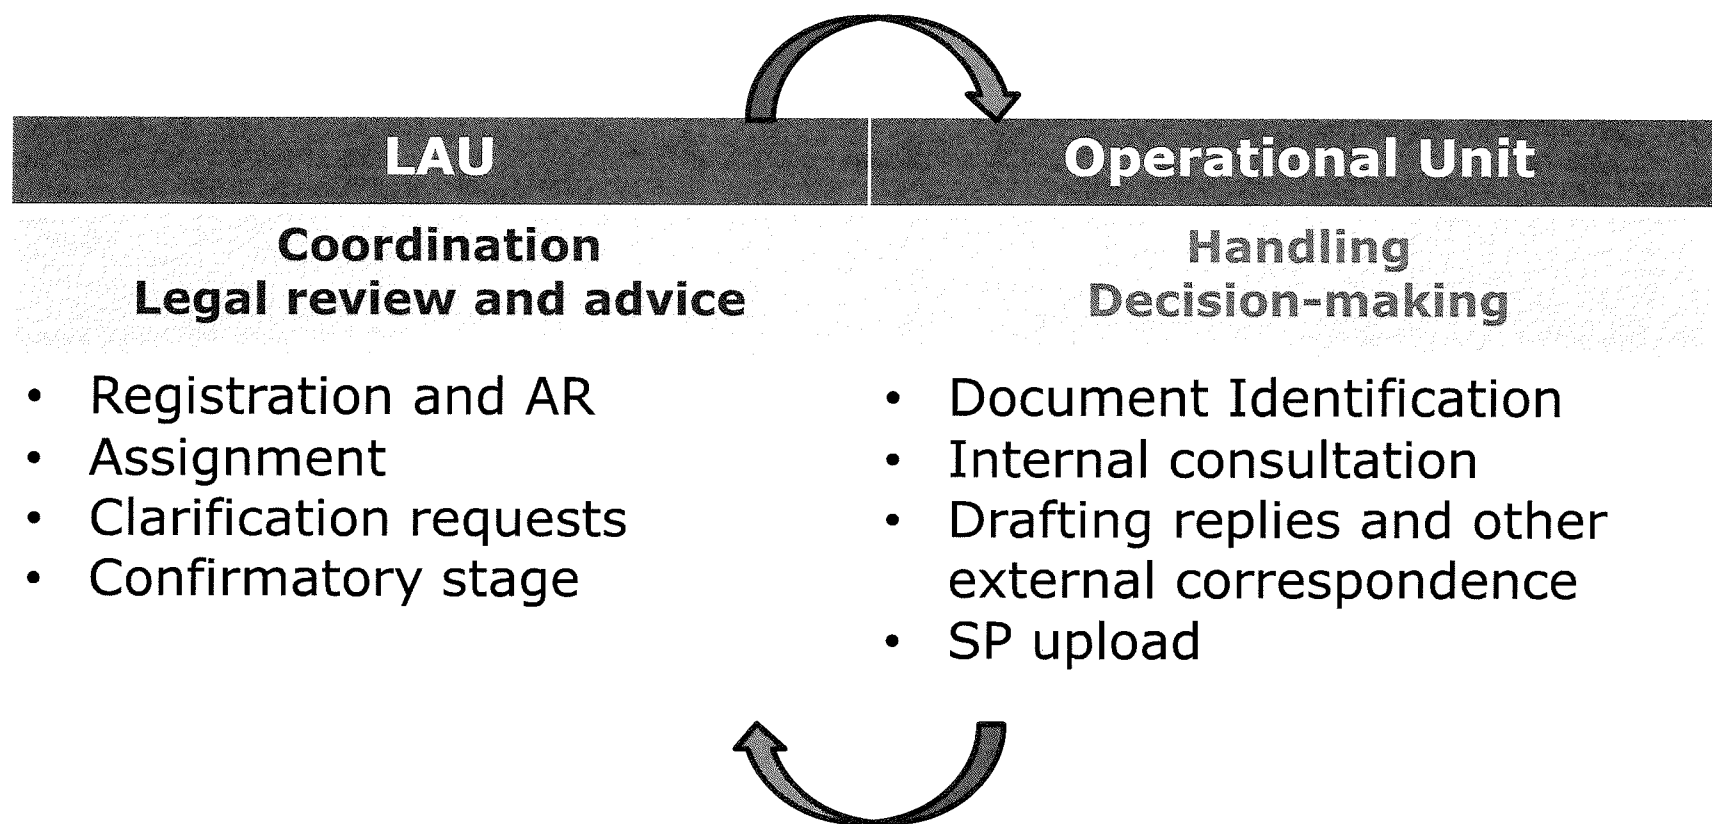 LAU
Operational Unit
Coordination
Legal review and advice
Handling
Decision-making
• Registration and AR
• Assignment
• Clarification requests
• Confirmatory stage
• Document Identification
• Internal consultation
• Drafting replies and other
external correspondence
• SP upload